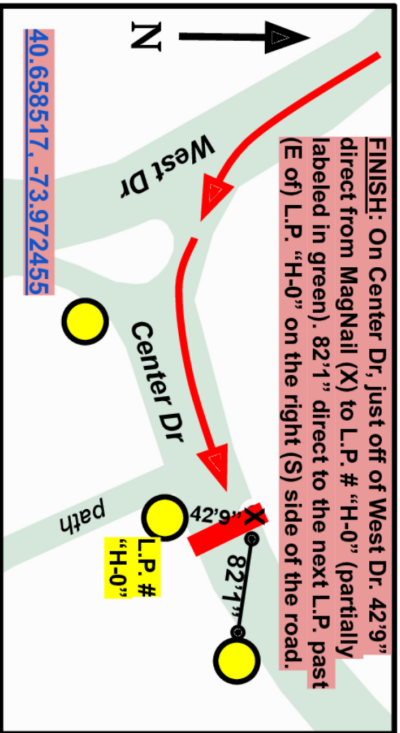 FINISH: On Center Dr, just off of West Dr. 42'9"
direct from MagNail (X) to L.P. # "H-0" (partially
labeled in green). 82'1" direct to the next L.P. past
(E of) L.P. "H-0" on the right (S) side of the road.
N
West Dr
Center Dr
X
42'9"
82'1"
L.P. #
"H-0"
path
40.658517, -73.972455